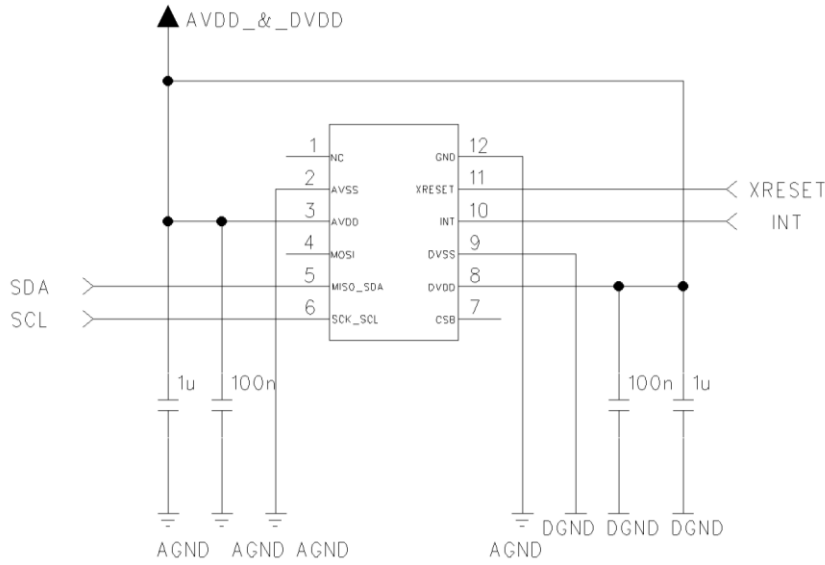 AVDD_&_DVDD
1
NC
2
AVSS
3
AVDD
4
MOSI
5
MISO_SDA
6
SCK_SCL
12
GND
11
XRESET
10
INT
9
DVSS
8
DVDD
7
CSB
XRESET
INT
SDA
SCL
1u
100n
100n
1u
AGND
AGND
AGND
AGND
DGND
DGND
DGND